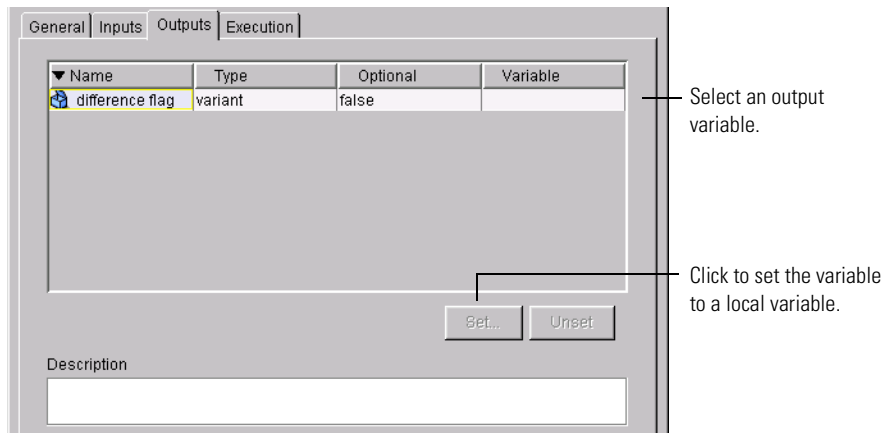 General Inputs Outputs Execution
Name Type Optional Variable
difference flag variant false
Select an output
variable.
Click to set the variable
to a local variable.
Set... Unset
Description